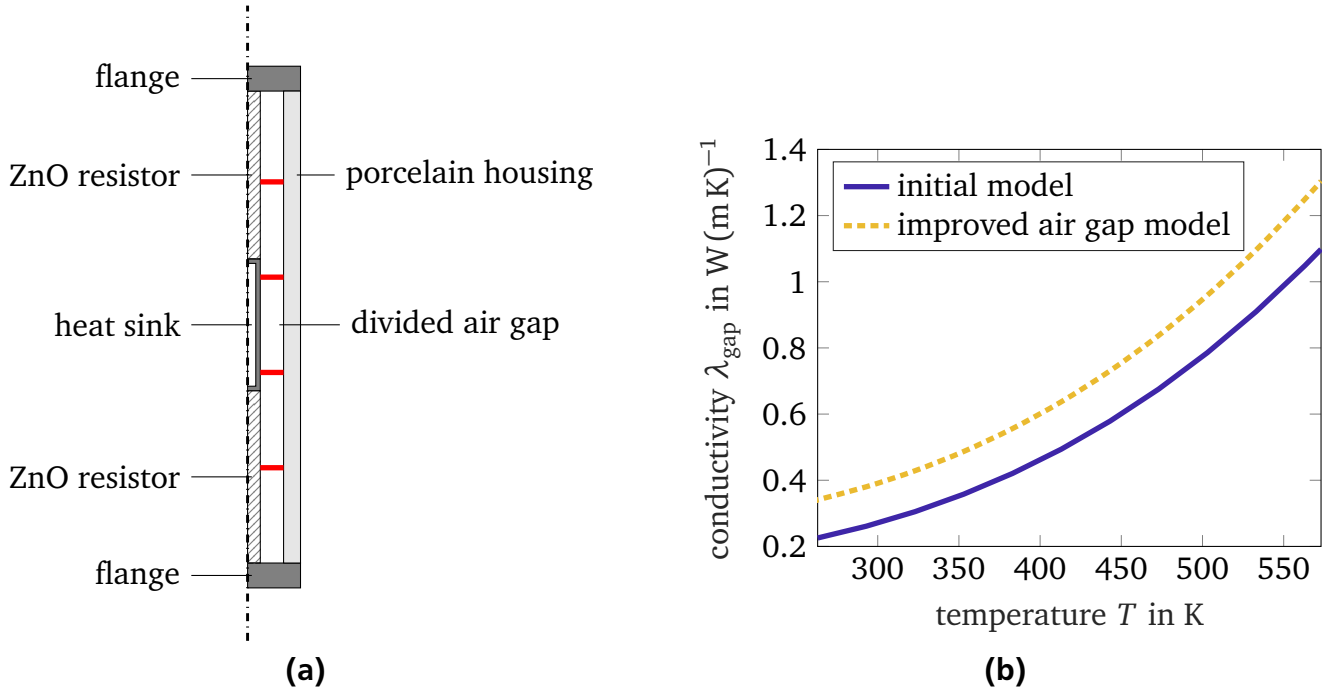 flange
ZnO resistor
porcelain housing
heat sink
divided air gap
ZnO resistor
flange
(a)
conductivity λgap in W(m K)−1
1.4
1.2
1
0.8
0.6
0.4
0.2
initial model
improved air gap model
300 350 400 450 500 550
temperature T in K
(b)